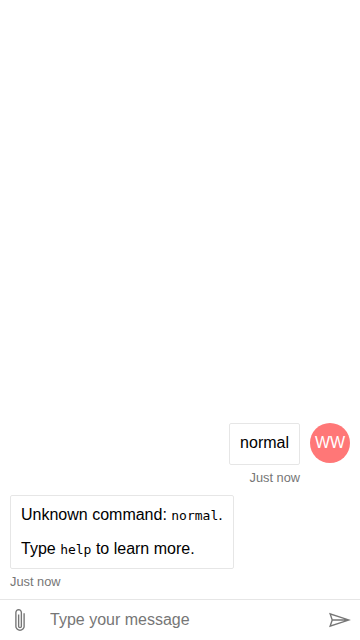 normal
WW
Just now
Unknown command: normal.
Type help to learn more.
Just now
Type your message